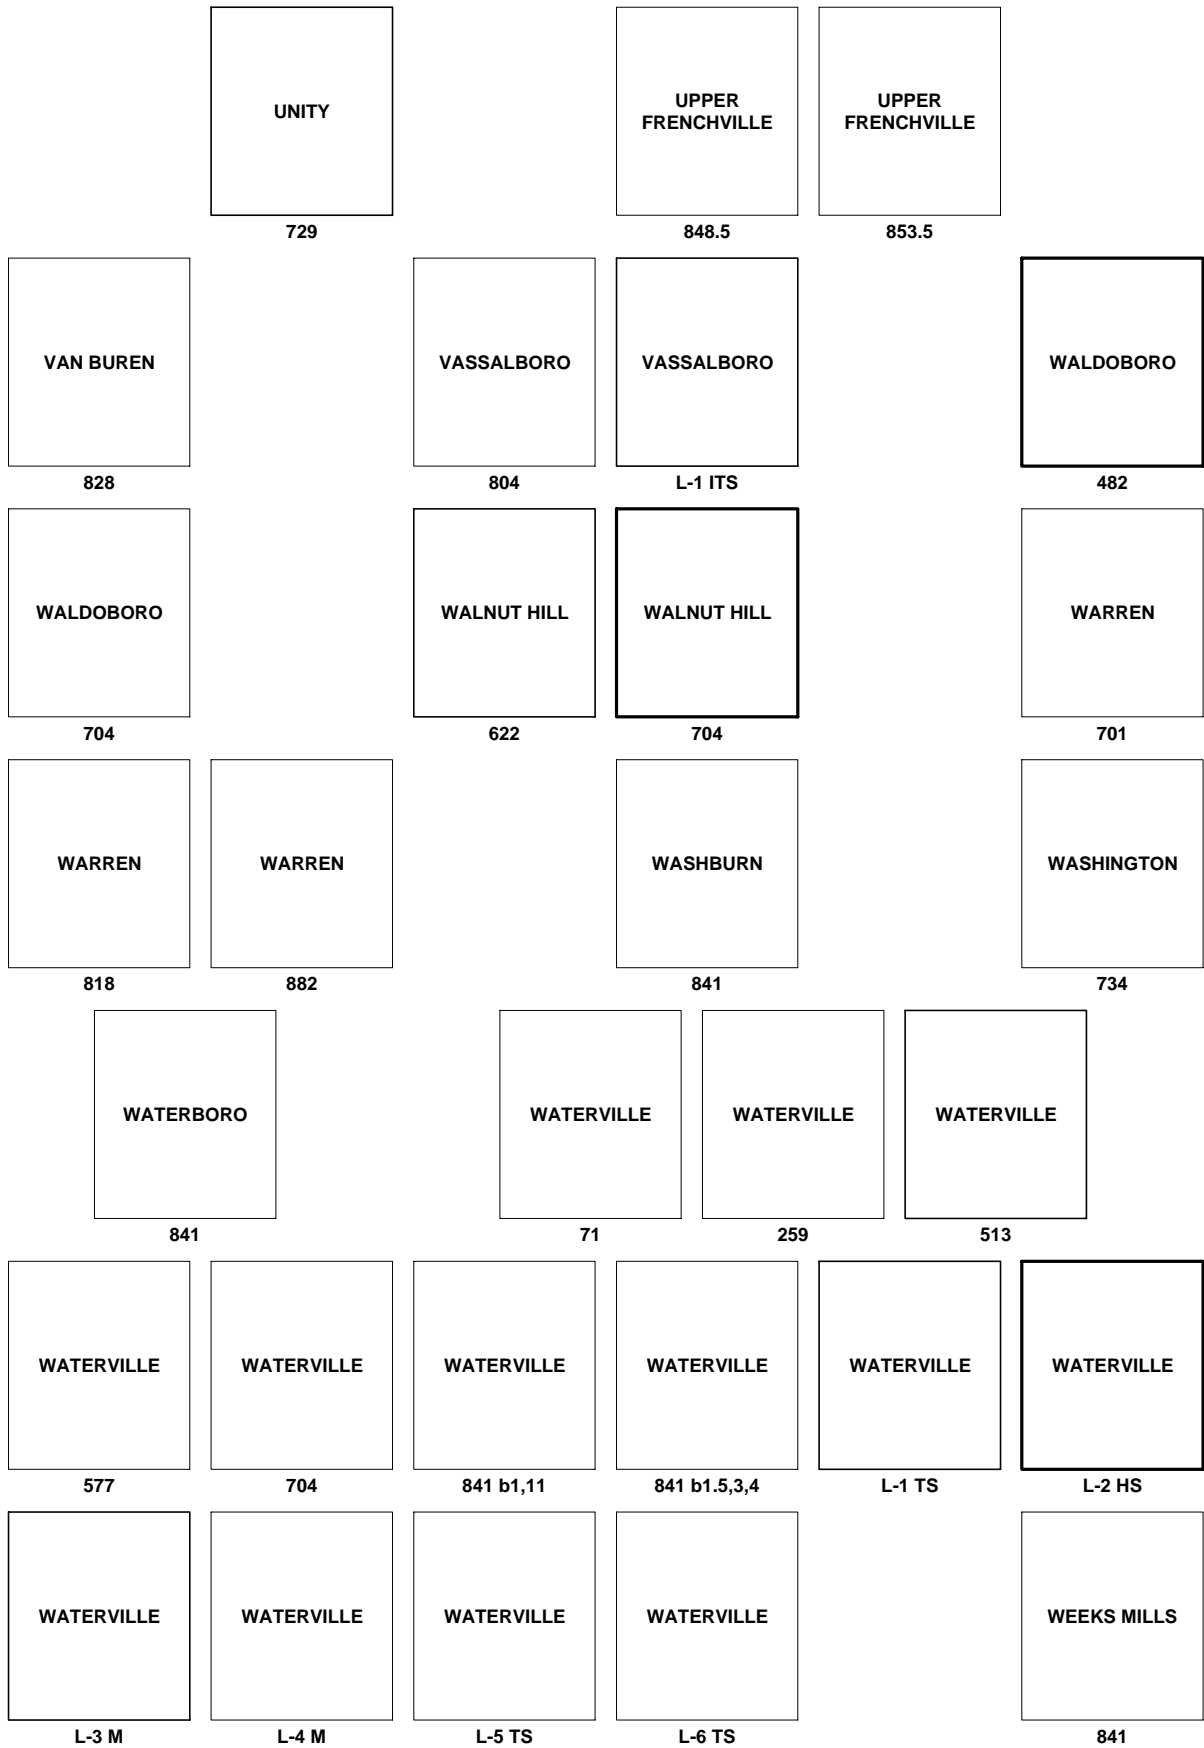 UNITY
729
UPPER
FRENCHVILLE
848.5
UPPER
FRENCHVILLE
853.5
VAN BUREN
828
VASSALBORO
804
VASSALBORO
L-1 ITS
WALDOBORO
482
WALDOBORO
704
WALNUT HILL
622
WALNUT HILL
704
WARREN
701
WARREN
818
WARREN
882
WASHBURN
841
WASHINGTON
734
WATERBORO
841
WATERVILLE
71
WATERVILLE
259
WATERVILLE
513
WATERVILLE
577
WATERVILLE
704
WATERVILLE
841 b1,11
WATERVILLE
841 b1.5,3,4
WATERVILLE
L-1 TS
WATERVILLE
L-2 HS
WATERVILLE
L-3 M
WATERVILLE
L-4 M
WATERVILLE
L-5 TS
WATERVILLE
L-6 TS
WEEKS MILLS
841